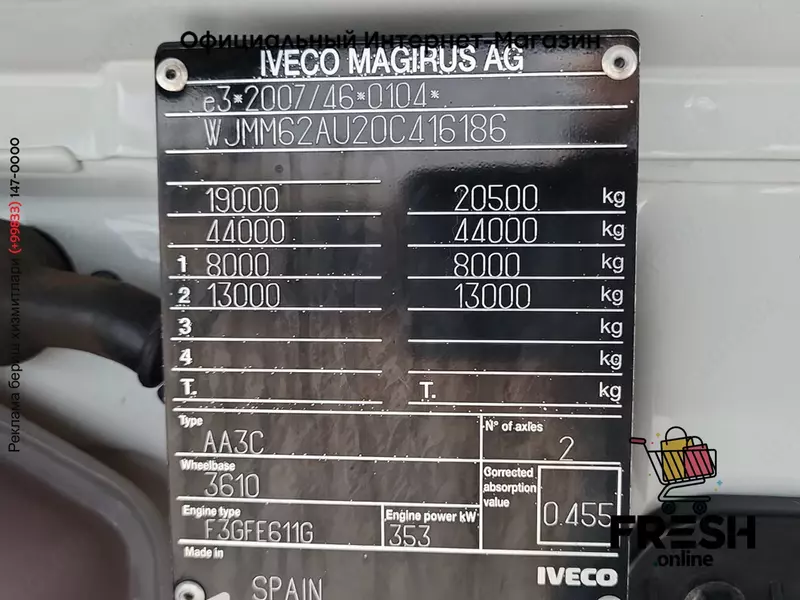 Официальный Интернет-Магазин
IVECO MAGIRUS AG
e3*2007/46*0104*
WJMM62AU20C416186
19000 20500 kg
44000 44000 kg
1 8000 8000 kg
2 13000 13000 kg
3 kg
4 kg
T. T. kg
Type
AA3C
N° of axles
2
Wheelbase
3610
Corrected
absorption
value
0.455
Engine type
F3GFE611G
Engine power kW
353
Made in
SPAIN
IVECO
FRESH
.online
Реклама бериш хизматлари (+99833) 147-0000